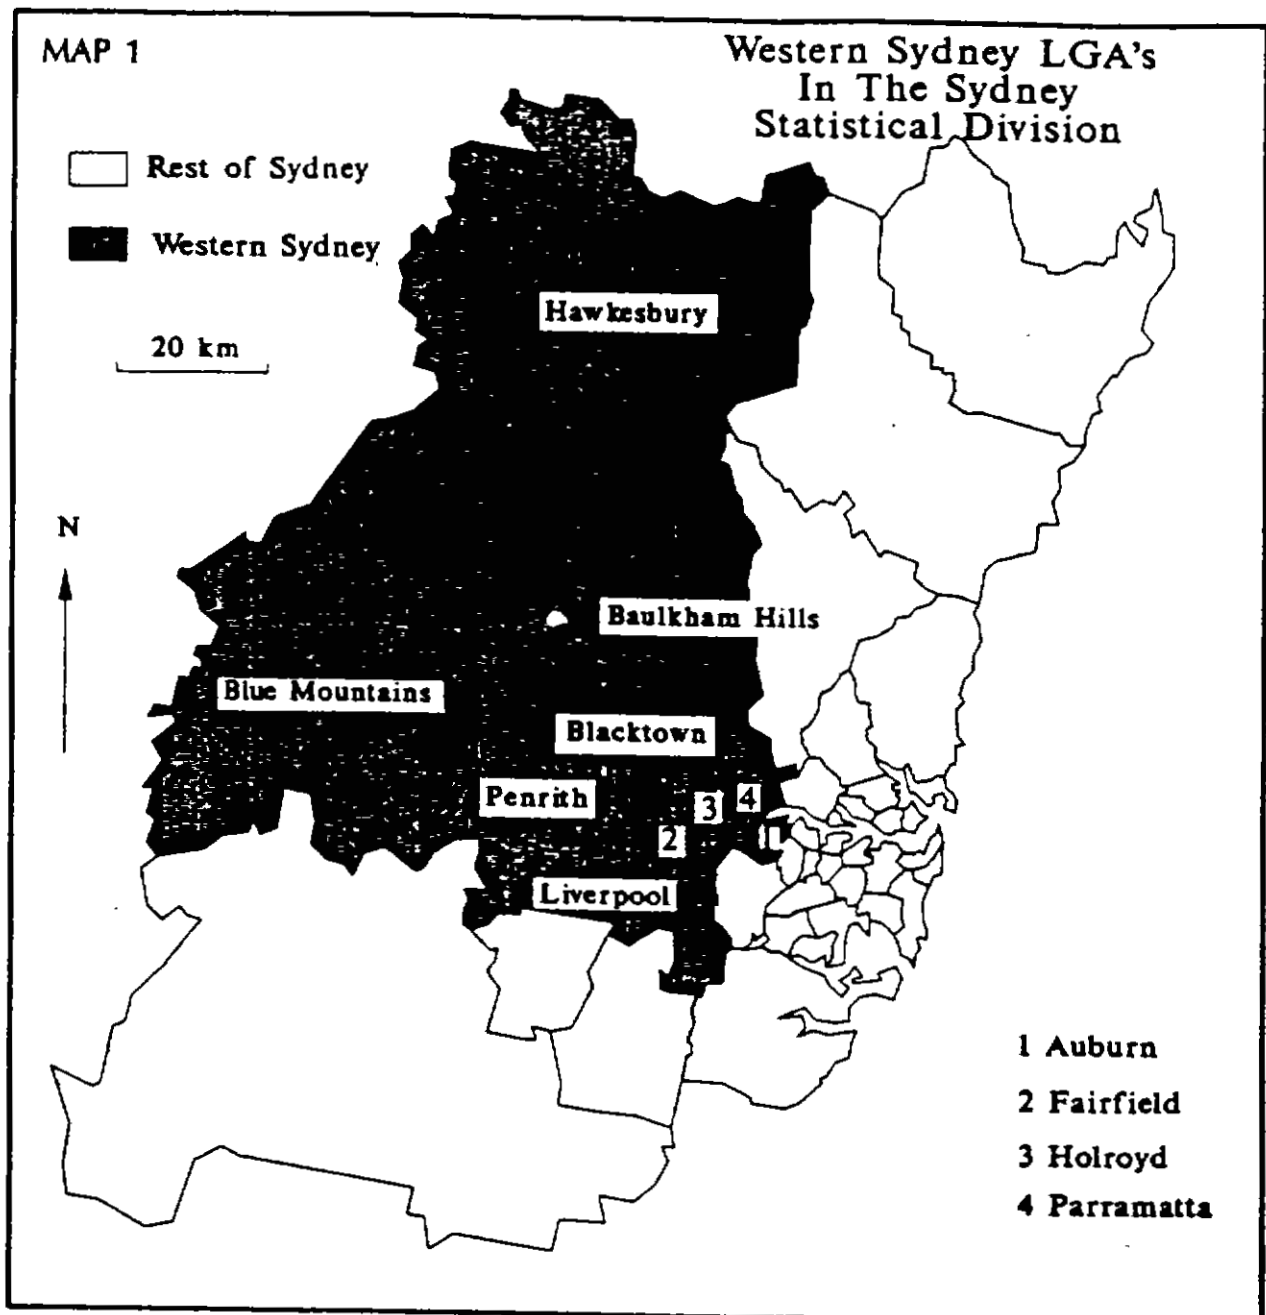 MAP 1
Western Sydney LGA's
In The Sydney
Statistical Division
Rest of Sydney
Western Sydney
20 km
Hawkesbury
N
Baulkham Hills
Blue Mountains
Blacktown
Penrith
4
3
2
1
Liverpool
1 Auburn
2 Fairfield
3 Holroyd
4 Parramatta